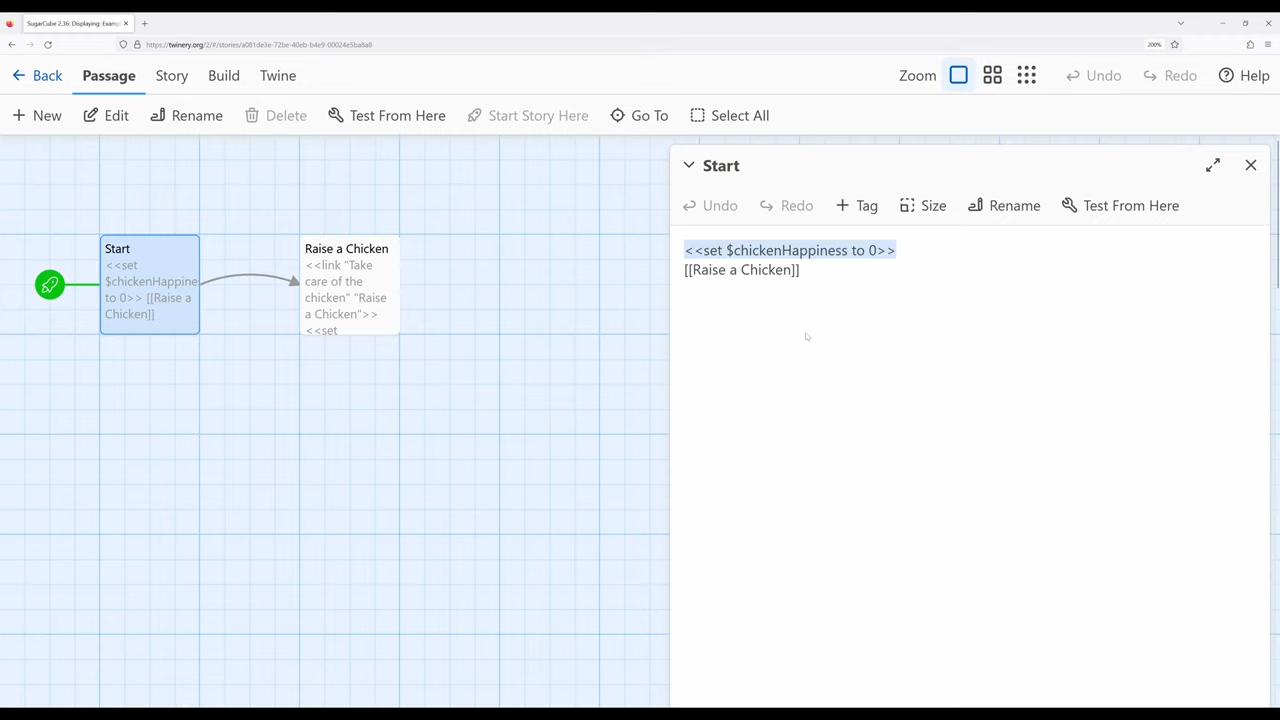 SugarCube 2.36: Displaying: Exampl
https://twinery.org/2/#/stories/a081de3e-72be-40eb-b4e9-00024e5ba8a8
200%
Back
Passage
Story
Build
Twine
Zoom
Undo
Redo
Help
New
Edit
Rename
Delete
Test From Here
Start Story Here
Go To
Select All
Start
<<set
$chickenHappine
to 0>> [[Raise a
Chicken]]
Raise a Chicken
<<link "Take
care of the
chicken" "Raise
a Chicken">>
<<set
Start
Undo
Redo
Tag
Size
Rename
Test From Here
<<set $chickenHappiness to 0>>
[[Raise a Chicken]]